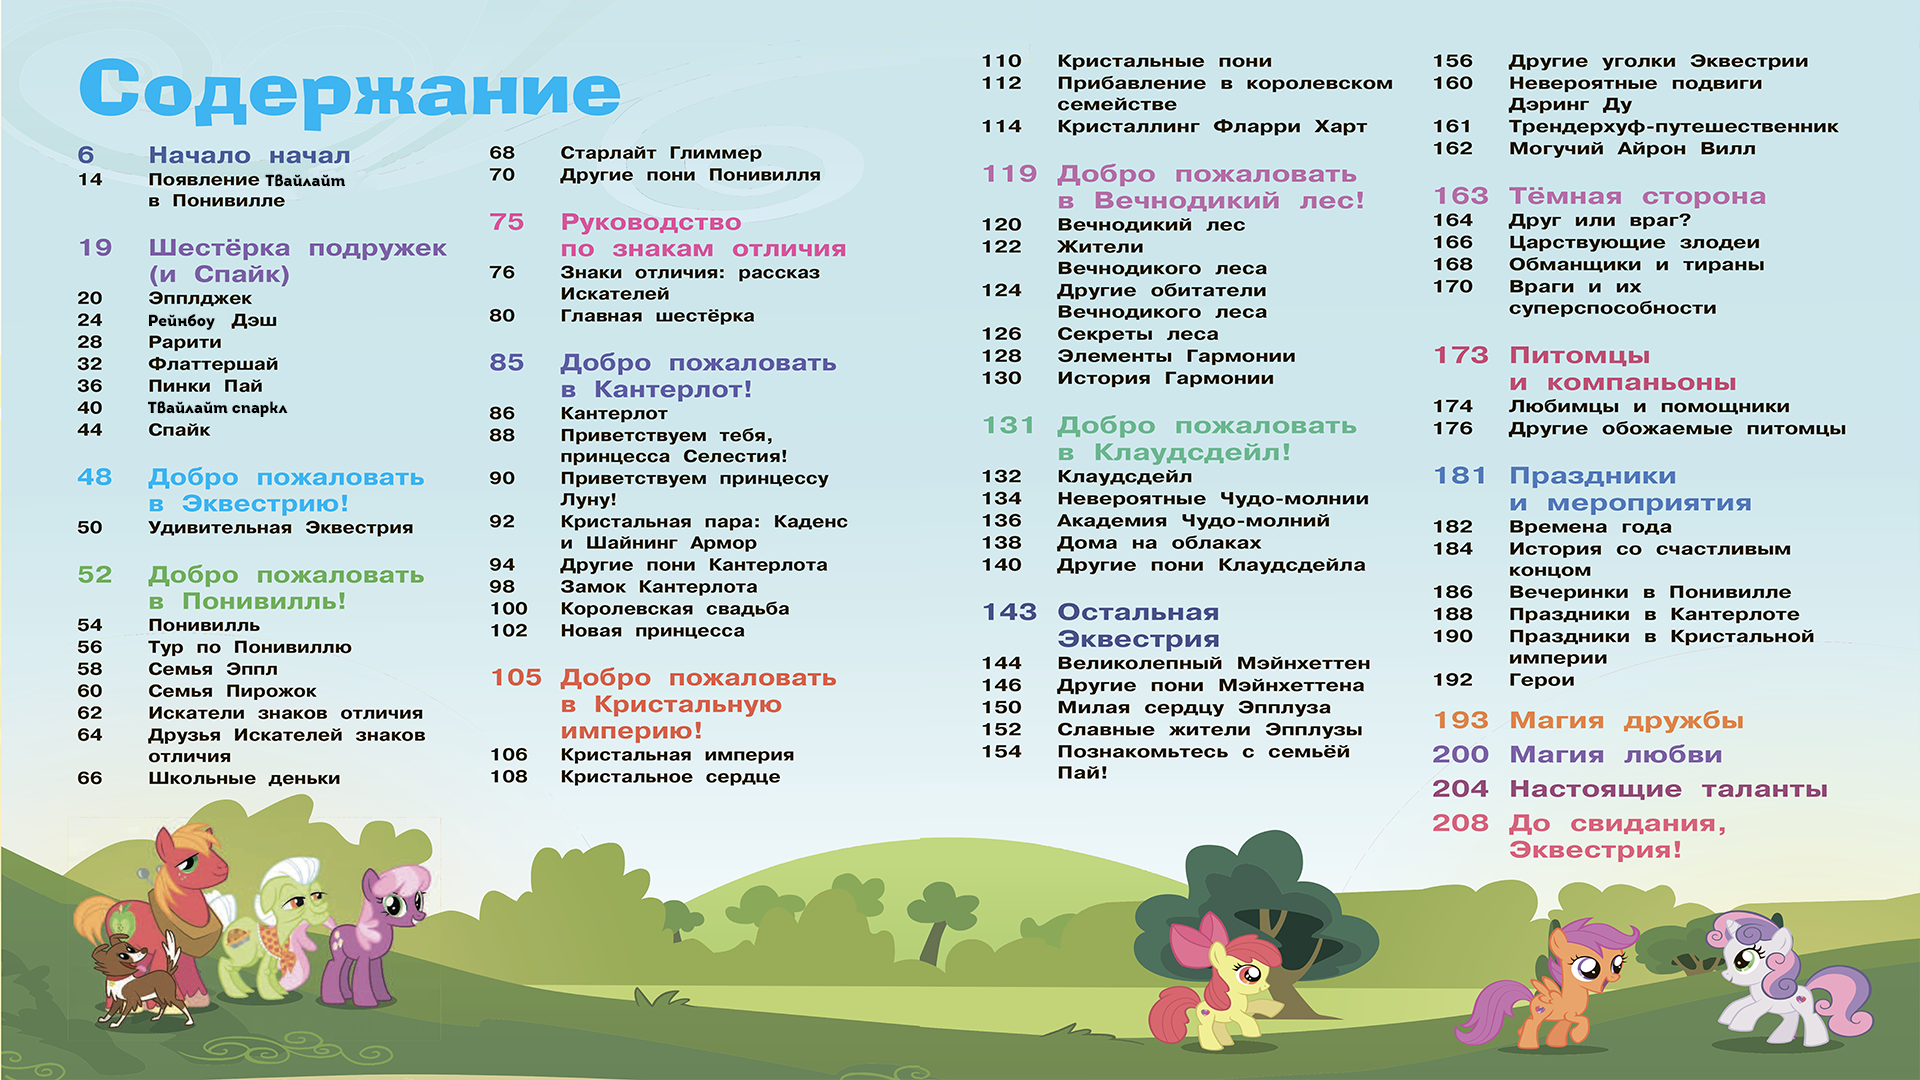 Содержание
6 Начало начал
14 Появление Твайлайт
в Понивилле
19 Шестёрка подружек
(и Спайк)
20 Эпплджек
24 Рейнбоу Дэш
28 Рарити
32 Флаттершай
36 Пинки Пай
40 Твайлайт спаркл
44 Спайк
48 Добро пожаловать
в Эквестрию!
50 Удивительная Эквестрия
52 Добро пожаловать
в Понивилль!
54 Понивилль
56 Тур по Понивиллю
58 Семья Эппл
60 Семья Пирожок
62 Искатели знаков отличия
64 Друзья Искателей знаков
отличия
66 Школьные деньки
68 Старлайт Глиммер
70 Другие пони Понивилля
75 Руководство
по знакам отличия
76 Знаки отличия: рассказ
Искателей
80 Главная шестёрка
85 Добро пожаловать
в Кантерлот!
86 Кантерлот
88 Приветствуем тебя,
принцесса Селестия!
90 Приветствуем принцессу
Луну!
92 Кристальная пара: Каденс
и Шайнинг Армор
94 Другие пони Кантерлота
98 Замок Кантерлота
100 Королевская свадьба
102 Новая принцесса
105 Добро пожаловать
в Кристальную
империю!
106 Кристальная империя
108 Кристальное сердце
110 Кристальные пони
112 Прибавление в королевском
семействе
114 Кристаллинг Фларри Харт
119 Добро пожаловать
в Вечнодикий лес!
120 Вечнодикий лес
122 Жители
Вечнодикого леса
124 Другие обитатели
Вечнодикого леса
126 Секреты леса
128 Элементы Гармонии
130 История Гармонии
131 Добро пожаловать
в Клаудсдейл!
132 Клаудсдейл
134 Невероятные Чудо-молнии
136 Академия Чудо-молний
138 Дома на облаках
140 Другие пони Клаудсдейла
143 Остальная
Эквестрия
144 Великолепный Мэйнхеттен
146 Другие пони Мэйнхеттена
150 Милая сердцу Эпплуза
152 Славные жители Эпплузы
154 Познакомьтесь с семьёй
Пай!
156 Другие уголки Эквестрии
160 Невероятные подвиги
Дэринг Ду
161 Трендерхуф-путешественник
162 Могучий Айрон Вилл
163 Тёмная сторона
164 Друг или враг?
166 Царствующие злодеи
168 Обманщики и тираны
170 Враги и их
суперспособности
173 Питомцы
и компаньоны
174 Любимцы и помощники
176 Другие обожаемые питомцы
181 Праздники
и мероприятия
182 Времена года
184 История со счастливым
концом
186 Вечеринки в Понивилле
188 Праздники в Кантерлоте
190 Праздники в Кристальной
империи
192 Герои
193 Магия дружбы
200 Магия любви
204 Настоящие таланты
208 До свидания,
Эквестрия!